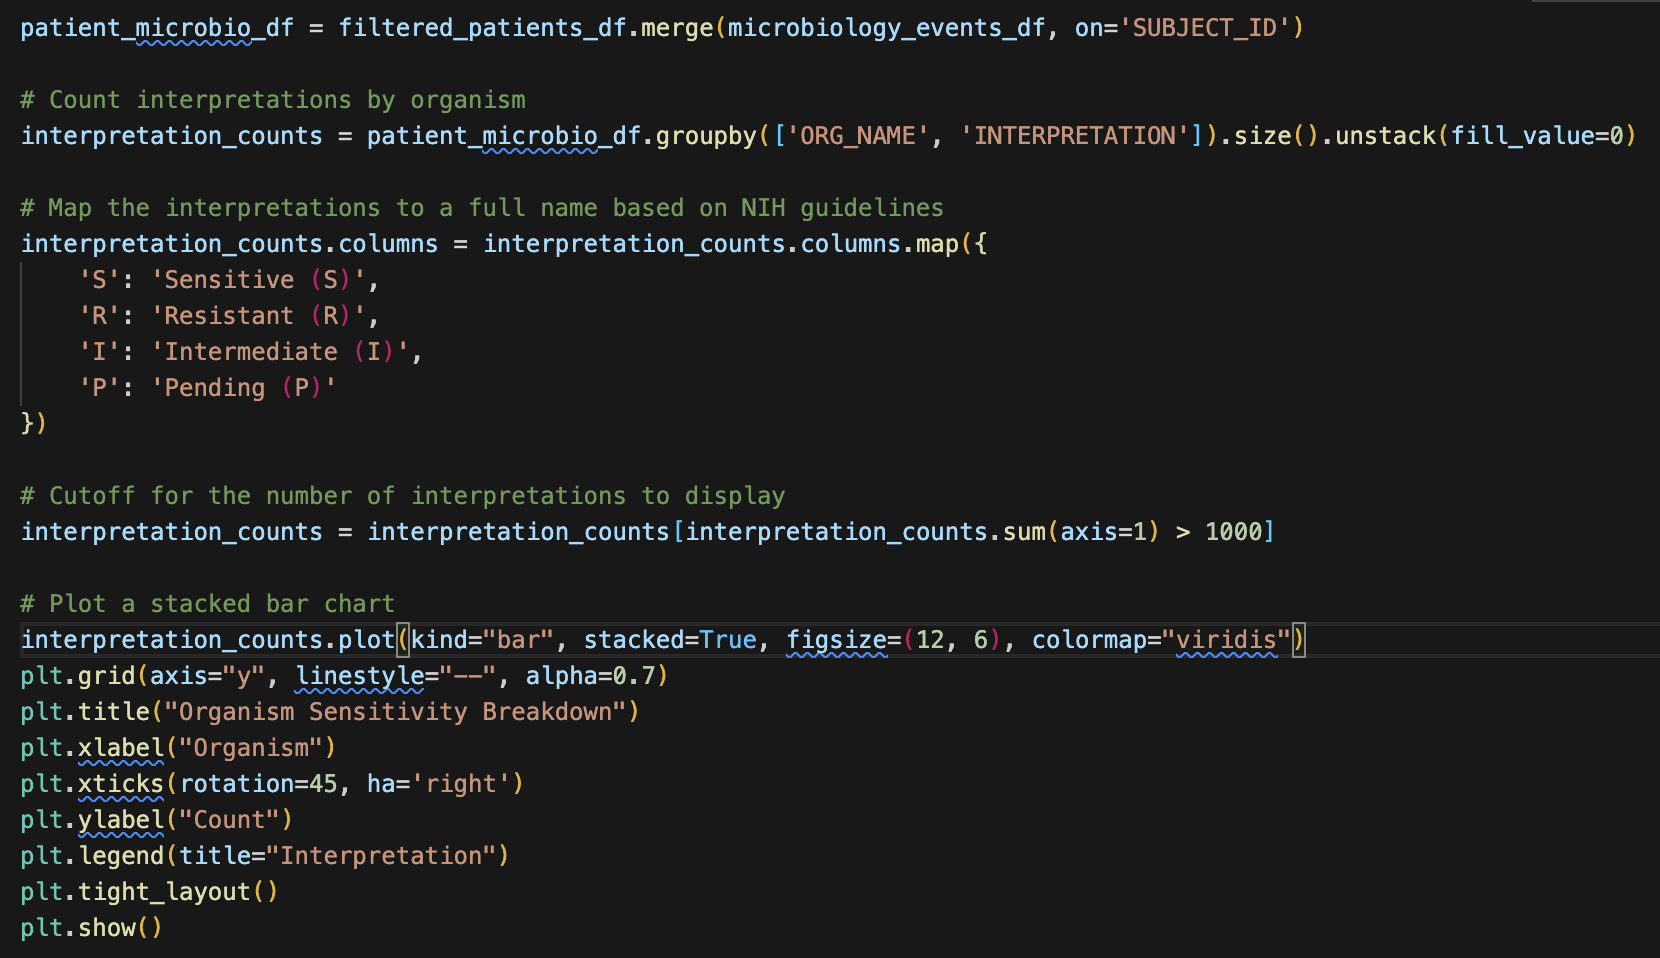 patient_microbio_df = filtered_patients_df.merge(microbiology_events_df, on='SUBJECT_ID')

# Count interpretations by organism
interpretation_counts = patient_microbio_df.groupby(['ORG_NAME', 'INTERPRETATION']).size().unstack(fill_value=0)

# Map the interpretations to a full name based on NIH guidelines
interpretation_counts.columns = interpretation_counts.columns.map({
    'S': 'Sensitive (S)',
    'R': 'Resistant (R)',
    'I': 'Intermediate (I)',
    'P': 'Pending (P)'
})

# Cutoff for the number of interpretations to display
interpretation_counts = interpretation_counts[interpretation_counts.sum(axis=1) > 1000]

# Plot a stacked bar chart
interpretation_counts.plot(kind="bar", stacked=True, figsize=(12, 6), colormap="viridis")
plt.grid(axis="y", linestyle="--", alpha=0.7)
plt.title("Organism Sensitivity Breakdown")
plt.xlabel("Organism")
plt.xticks(rotation=45, ha='right')
plt.ylabel("Count")
plt.legend(title="Interpretation")
plt.tight_layout()
plt.show()